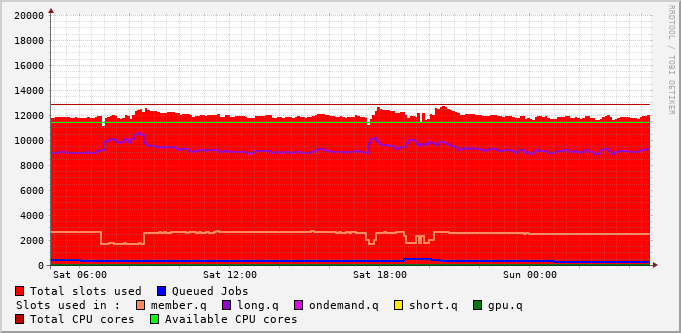 20000
18000
16000
14000
12000
10000
8000
6000
4000
2000
0
Sat 06:00 Sat 12:00 Sat 18:00 Sun 00:00
Total slots used Queued Jobs
Slots used in : member.q long.q ondemand.q short.q gpu.q
Total CPU cores Available CPU cores
RRDTOOL / TOBI OETIKER